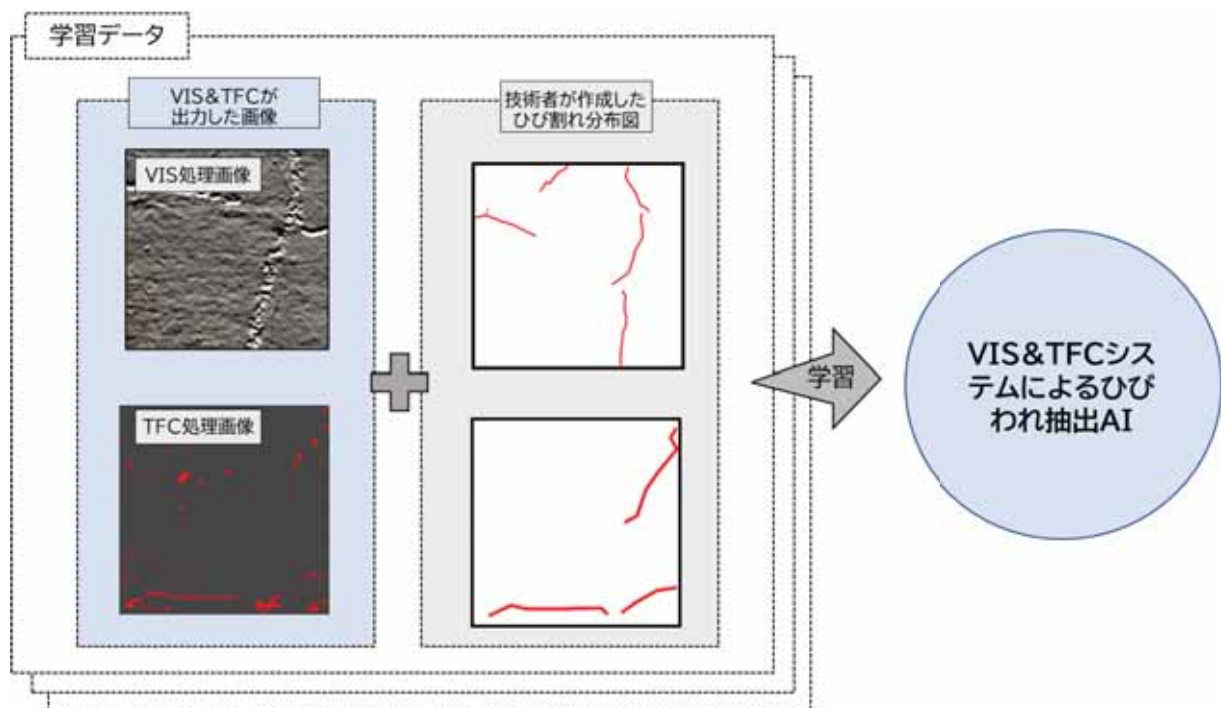 学習データ
VIS&TFCが
出力した画像
VIS処理画像
TFC処理画像
技術者が作成した
ひび割れ分布図
学習
VIS&TFCシス
テムによるひび
われ抽出AI